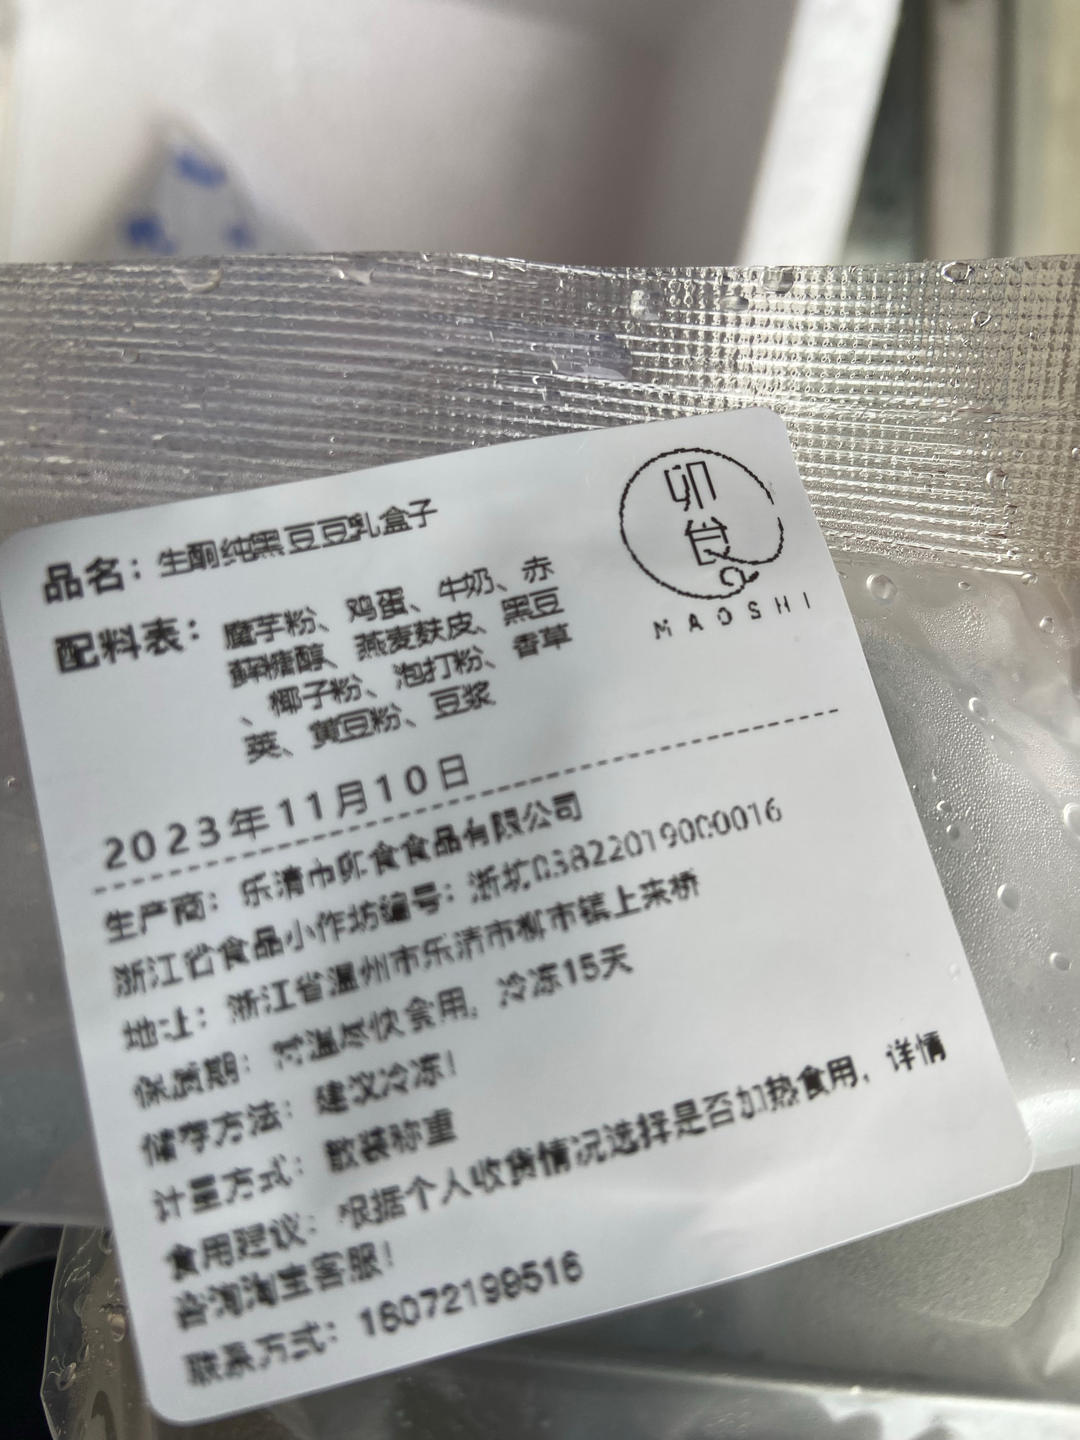 卯
食
MAOSHI
品名：生酮纯黑豆豆乳盒子
配料表：魔芋粉、鸡蛋、牛奶、赤
藓糖醇、燕麦麸皮、黑豆
、椰子粉、泡打粉、香草
荚、黄豆粉、豆浆
2023年11月10日
生产商：乐清市卯食食品有限公司
浙江省食品小作坊编号：浙坊03822019000016
地址：浙江省温州市乐清市柳市镇上来桥
保质期：常温尽快食用，冷冻15天
储存方法：建议冷冻！
计量方式：散装称重
食用建议：根据个人收货情况选择是否加热食用，详情
咨询淘宝客服！
联系方式：16072199516